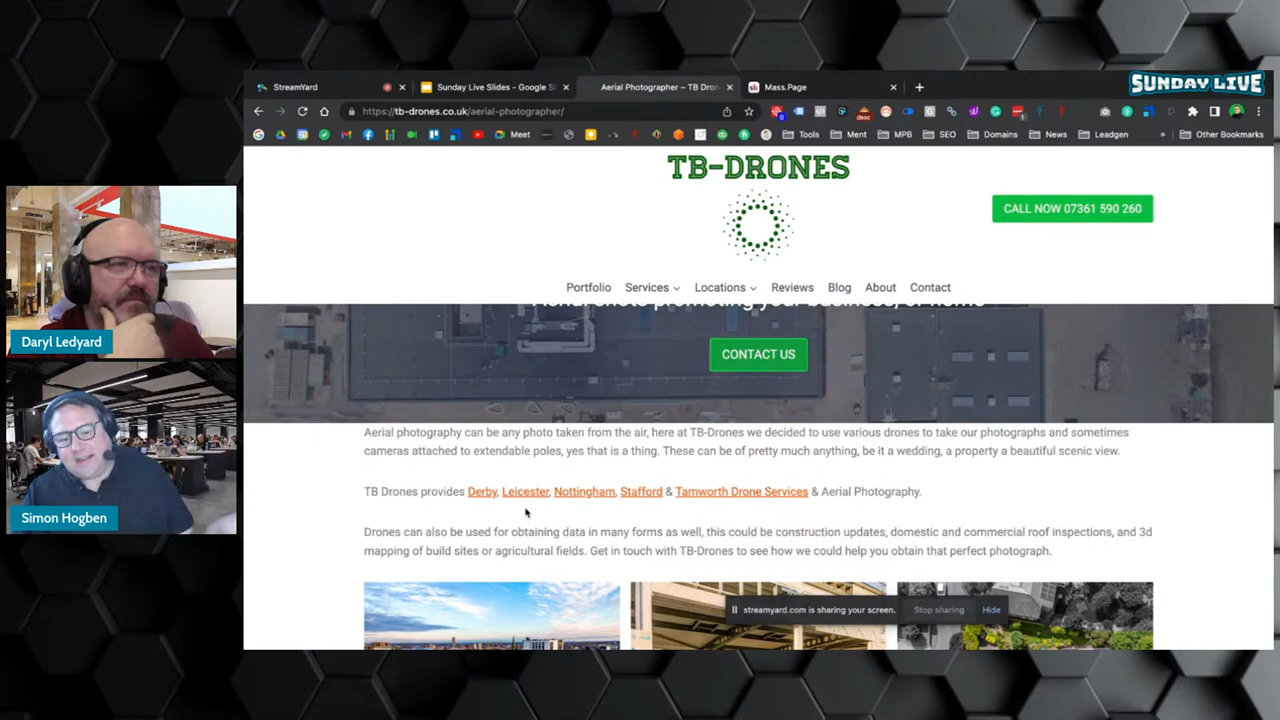 SUNDAY LIVE
StreamYard
Sunday Live Slides - Google Sl
Aerial Photographer – TB Dron
Mass.Page
https://tb-drones.co.uk/aerial-photographer/
Meet
Tools
Ment
MPB
SEO
Domains
News
Leadgen
Other Bookmarks
TB-DRONES
CALL NOW 07361 590 260
Portfolio Services Locations Reviews Blog About Contact
CONTACT US
Aerial photography can be any photo taken from the air, here at TB-Drones we decided to use various drones to take our photographs and sometimes
cameras attached to extendable poles, yes that is a thing. These can be of pretty much anything, be it a wedding, a property a beautiful scenic view.
TB Drones provides Derby, Leicester, Nottingham, Stafford & Tamworth Drone Services & Aerial Photography.
Drones can also be used for obtaining data in many forms as well, this could be construction updates, domestic and commercial roof inspections, and 3d
mapping of build sites or agricultural fields. Get in touch with TB-Drones to see how we could help you obtain that perfect photograph.
streamyard.com is sharing your screen.
Stop sharing
Hide
Daryl Ledyard
Simon Hogben